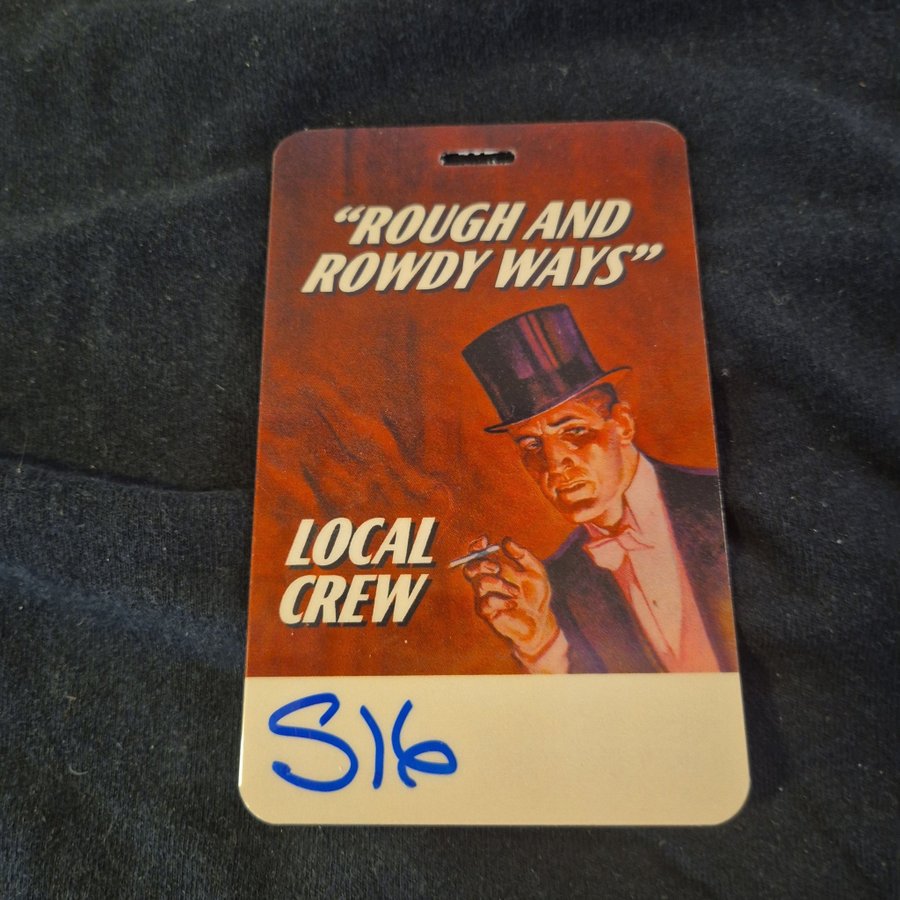 “ROUGH AND
ROWDY WAYS”
LOCAL
CREW
S16